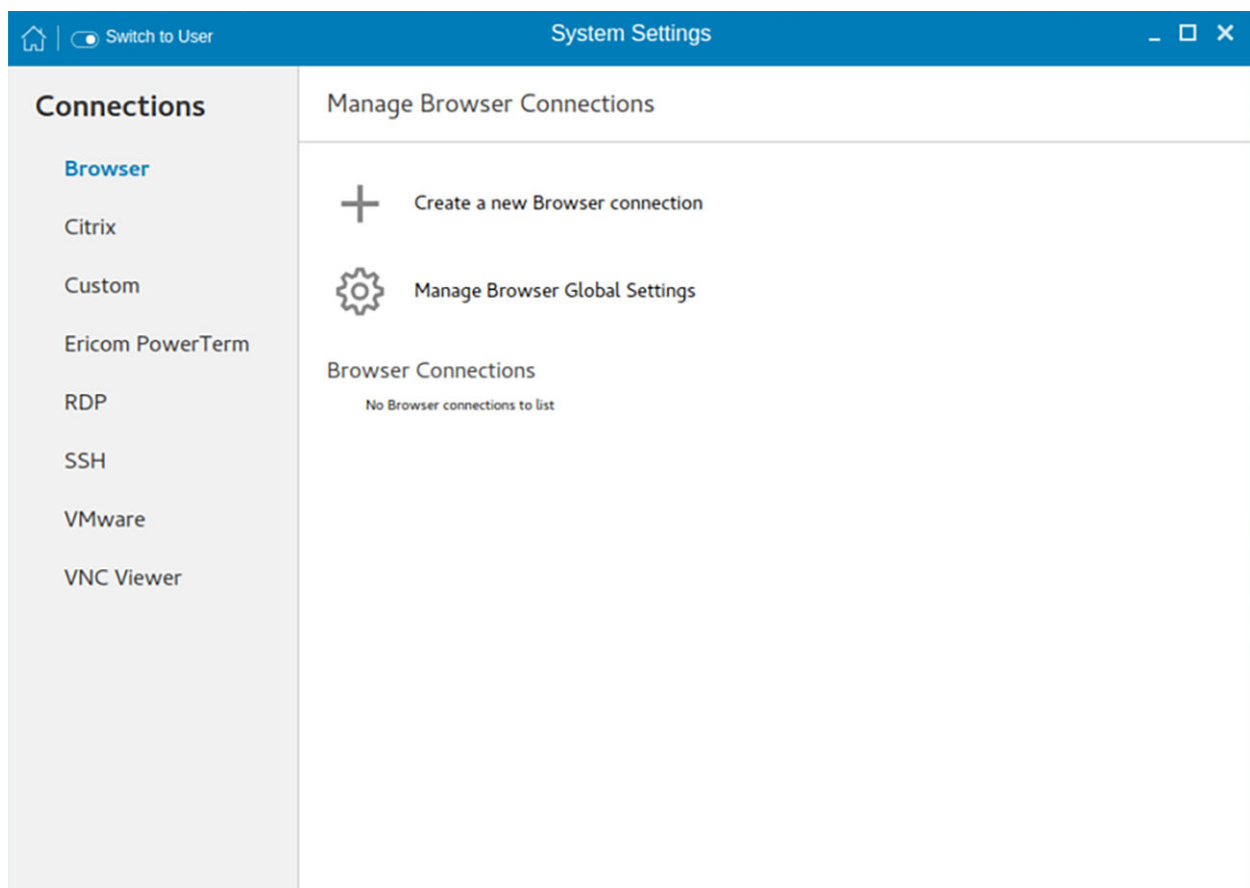 Switch to User
System Settings
Connections
Browser
Citrix
Custom
Ericom PowerTerm
RDP
SSH
VMware
VNC Viewer
Manage Browser Connections
Create a new Browser connection
Manage Browser Global Settings
Browser Connections
No Browser connections to list